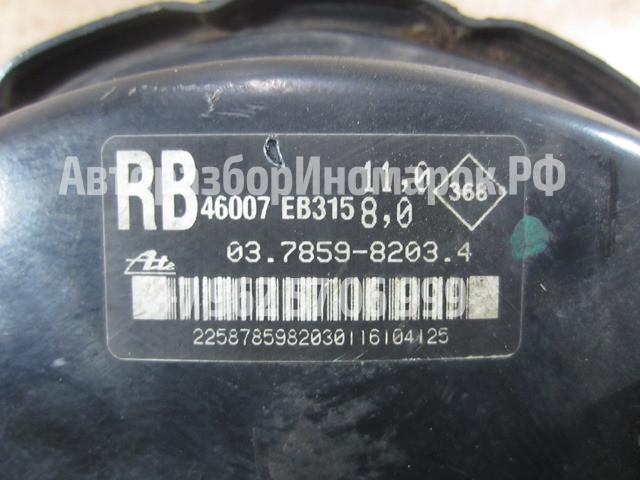 RB 46007 EB315 11,0 368
8,0
АвторазборИномарок.РФ
03.7859-8203.4
Ate
2258785982030116104125